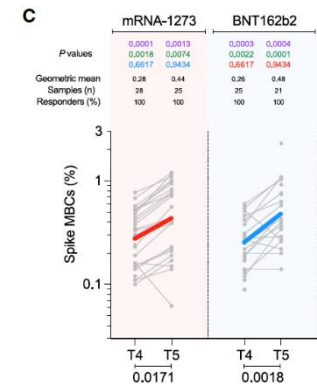 C
mRNA-1273 BNT162b2
0,0001 0,0013 0,0003 0,0004
P values 0,0018 0,0074 0,0022 0,0001
0,6617 0,9434 0,6617 0,9434
Geometric mean 0,28 0,44 0,26 0,48
Samples (n) 28 25 25 21
Responders (%) 100 100 100 100
3
1
0.1
Spike MBCs (%)
T4 T5 T4 T5
0.0171 0.0018